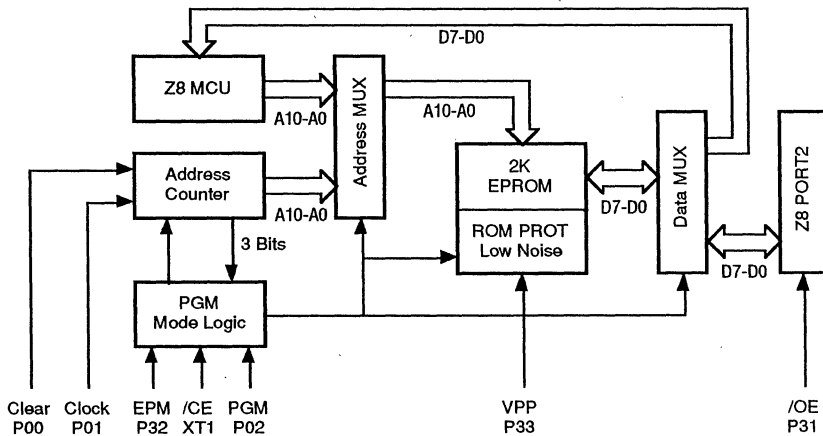 D7-D0
Z8 MCU
A10-A0
Address MUX
A10-A0
2K
EPROM
D7-D0
Data MUX
Z8 PORT2
Address
Counter
A10-A0
3 Bits
ROM PROT
Low Noise
D7-D0
PGM
Mode Logic
Clear
P00
Clock
P01
EPM
P32
/CE
XT1
PGM
P02
VPP
P33
/OE
P31